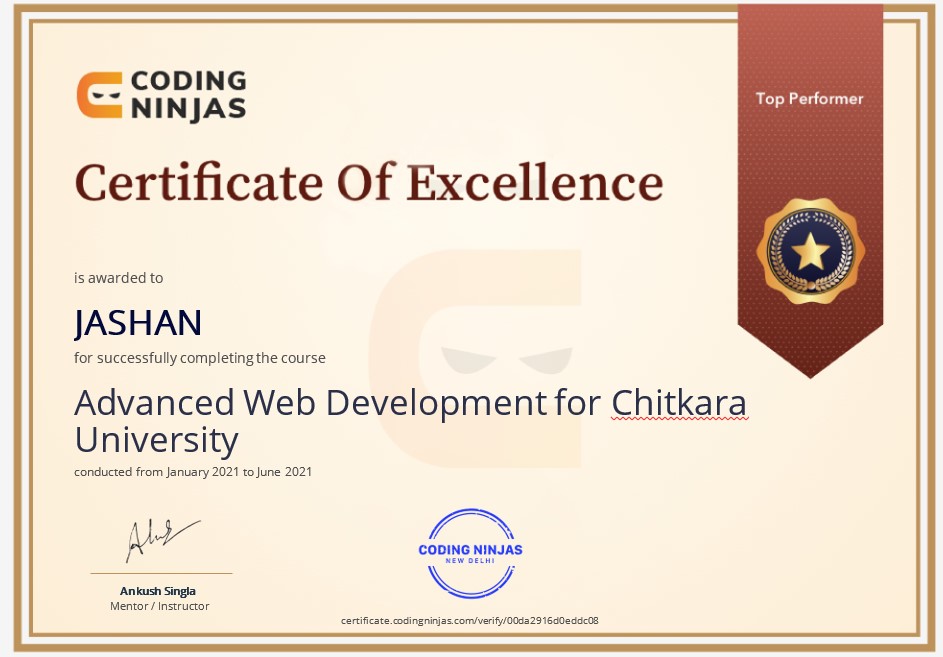 CODING
NINJAS
Top Performer
Certificate Of Excellence
is awarded to
JASHAN
for successfully completing the course
Advanced Web Development for Chitkara
University
conducted from January 2021 to June 2021
CODING NINJAS
NEW DELHI
Ankush Singla
Mentor / Instructor
certificate.codingninjas.com/verify/00da2916d0eddc08